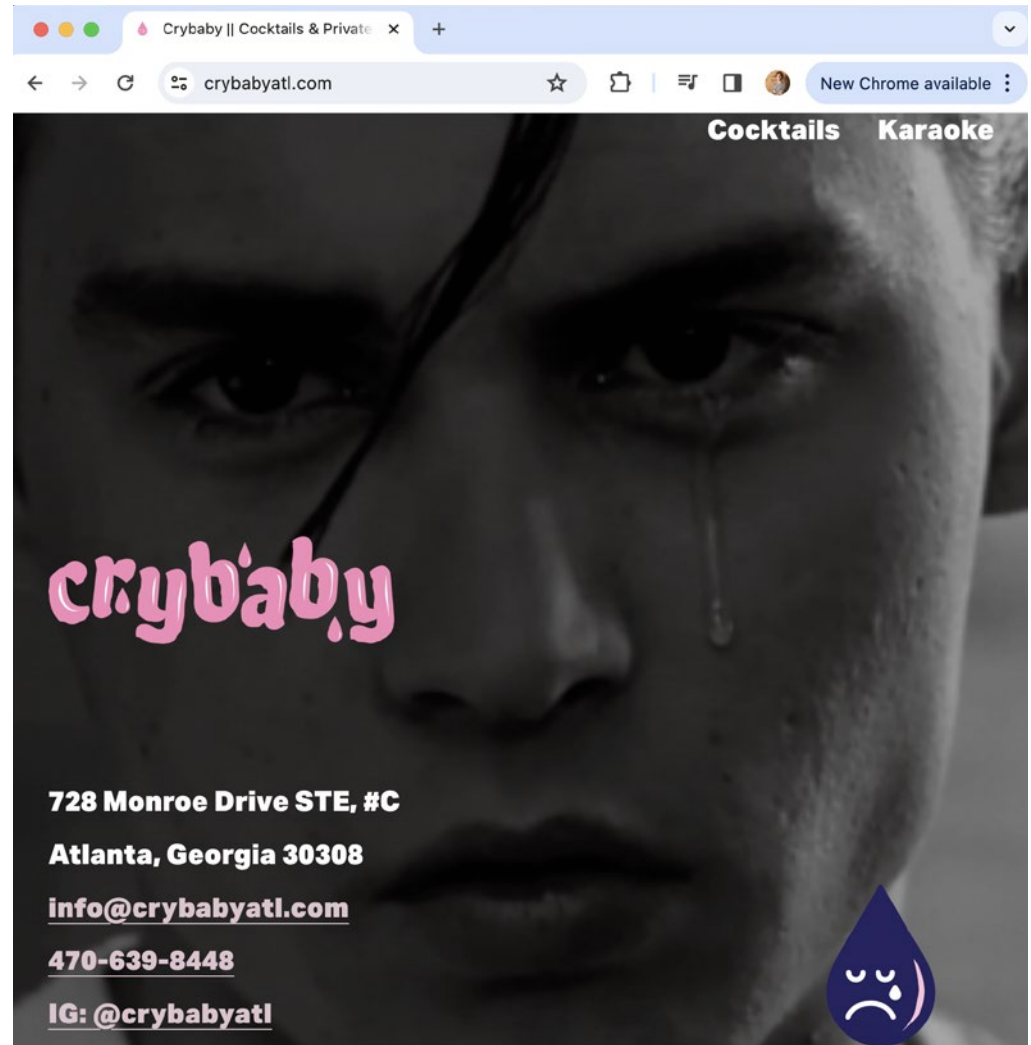 Crybaby || Cocktails & Private
crybabyatl.com
New Chrome available
Cocktails Karaoke
crybaby
728 Monroe Drive STE, #C
Atlanta, Georgia 30308
info@crybabyatl.com
470-639-8448
IG: @crybabyatl